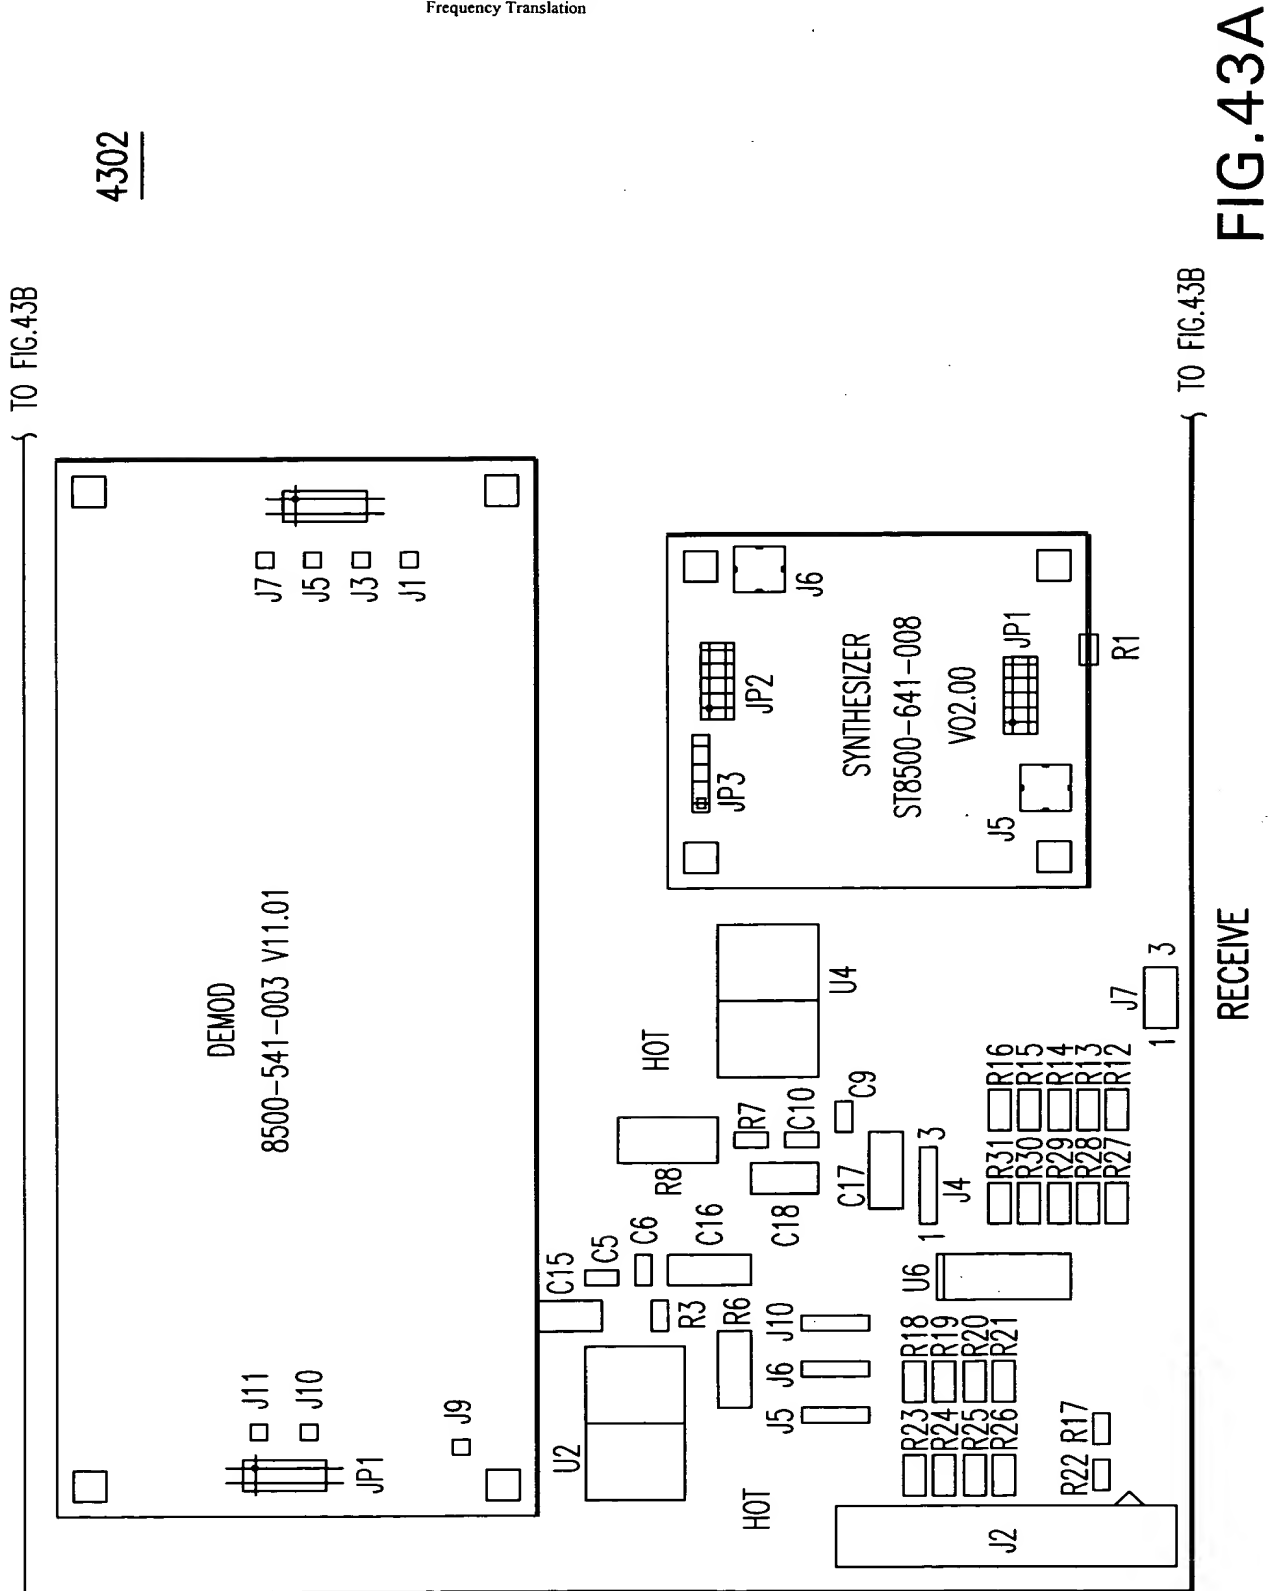 Frequency Translation
4302
TO FIG.43B
TO FIG.43B
FIG.43A
DEMOD
8500-541-003 V11.01
J11
J10
J9
JP1
J7
J5
J3
J1
SYNTHESIZER
ST8500-641-008
V02.00
JP3
JP2
J6
J5
JP1
R1
HOT
U2
C15
C5
C6
R3
C16
R6
R8
R7
C18
C10
C9
C17
U4
HOT
J5
J6
J10
1
J4
3
U6
R23
R18
R24
R19
R25
R20
R26
R21
R22
R17
R31
R16
R30
R15
R29
R14
R28
R13
R27
R12
J2
1
J7
3
RECEIVE